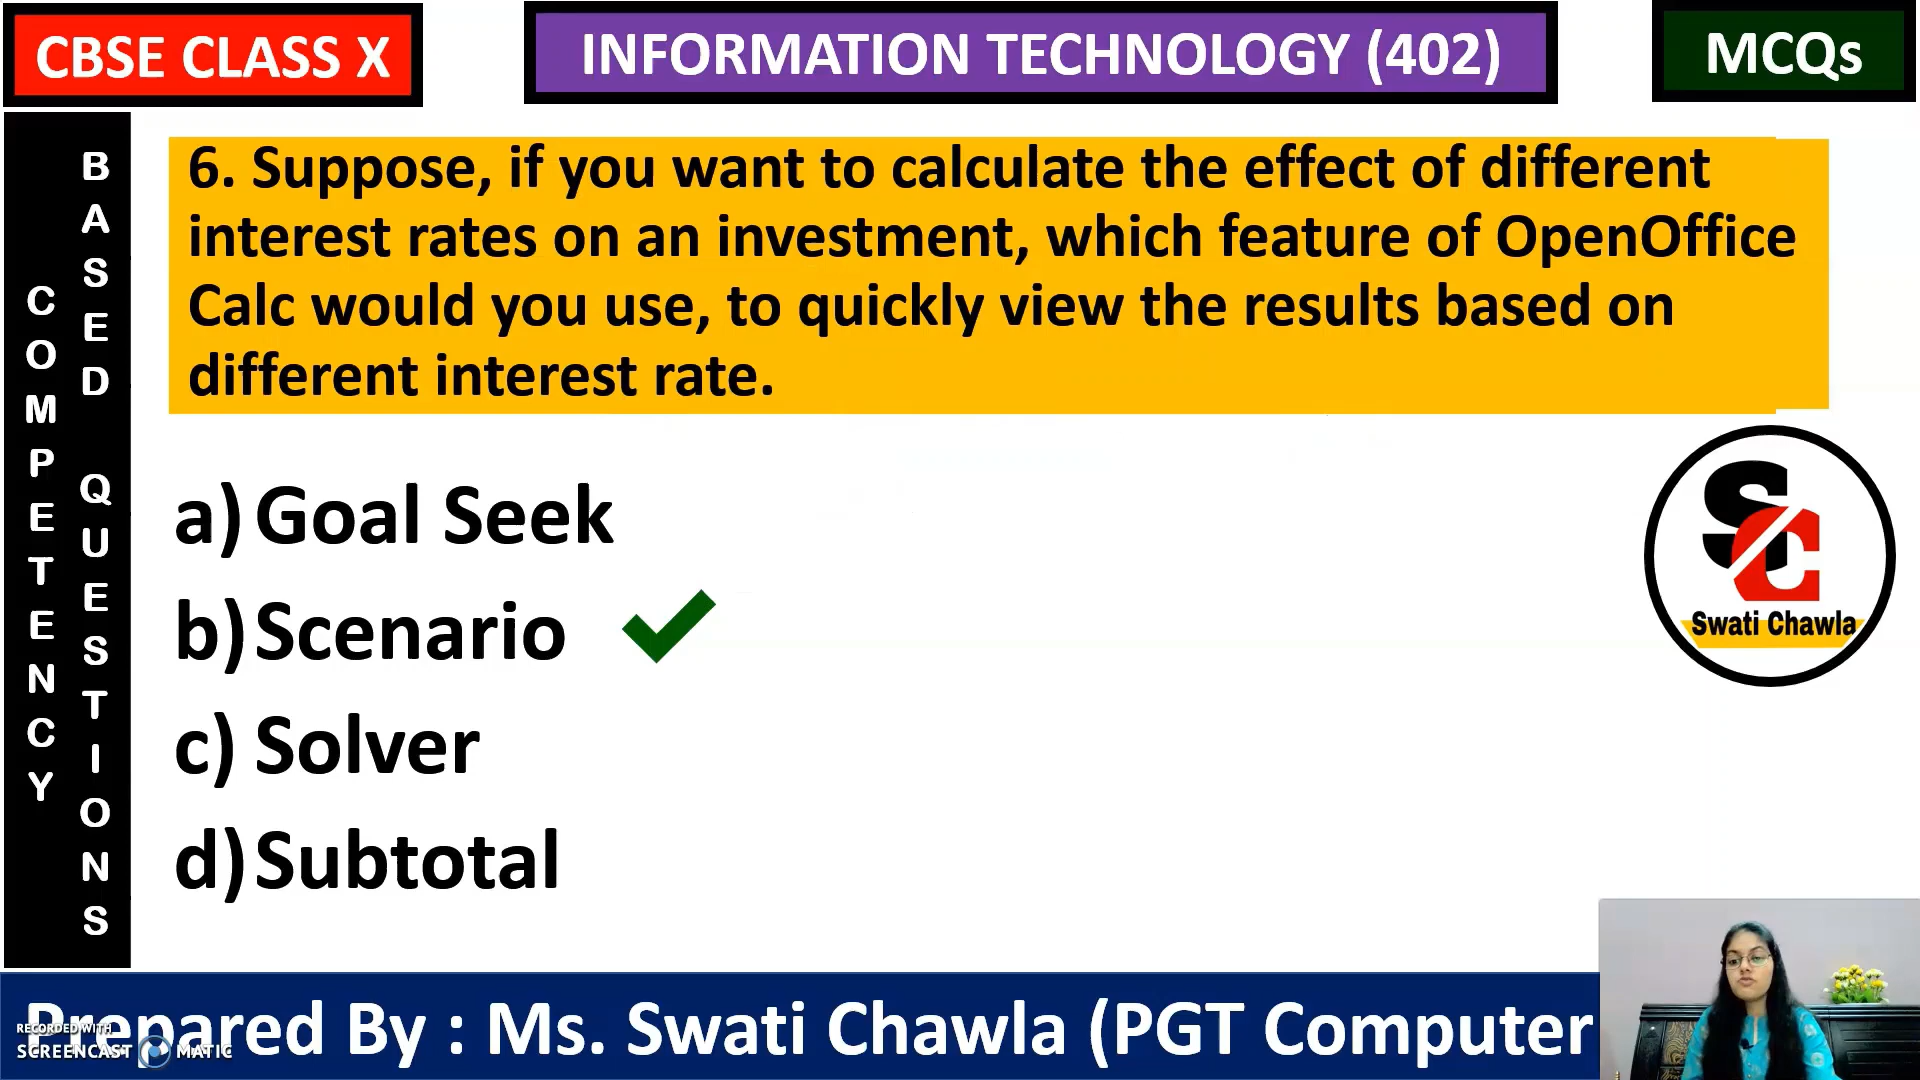 CBSE CLASS X
INFORMATION TECHNOLOGY (402)
MCQs
COMPETENCY
BASED QUESTIONS
6. Suppose, if you want to calculate the effect of different
interest rates on an investment, which feature of OpenOffice
Calc would you use, to quickly view the results based on
different interest rate.
a) Goal Seek
b) Scenario
c) Solver
d) Subtotal
SC
Swati Chawla
Prepared By : Ms. Swati Chawla (PGT Computer
RECORDED WITH
SCREENCAST MATIC